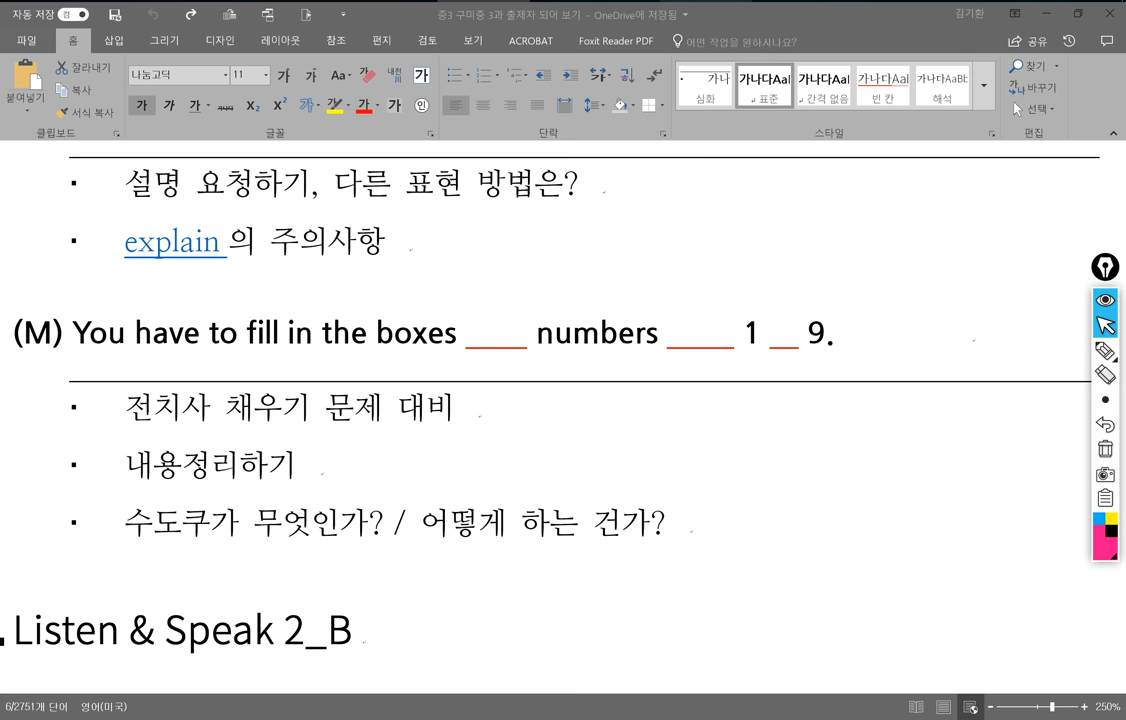 자동 저장 컴
중3 구미중 3과 출제자 되어 보기 - OneDrive에 저장됨
김기환
파일 홈 삽입 그리기 디자인 레이아웃 참조 편지 검토 보기 ACROBAT Foxit Reader PDF 어떤 작업을 원하시나요? 공유
붙여넣기
잘라내기
복사
서식 복사
나눔고딕 11
가나 가나다AaI 가나다AaI 가나다AaI 가나다AaBb
심화 표준 간격 없음 빈 칸 해석
찾기
바꾸기
선택
클립보드 글꼴 단락 스타일 편집
· 설명 요청하기, 다른 표현 방법은?
· explain 의 주의사항
(M) You have to fill in the boxes ____ numbers ____ 1 __ 9.
· 전치사 채우기 문제 대비
· 내용정리하기
· 수도쿠가 무엇인가? / 어떻게 하는 건가?
Listen & Speak 2_B
6/2751개 단어 영어(미국) 250%